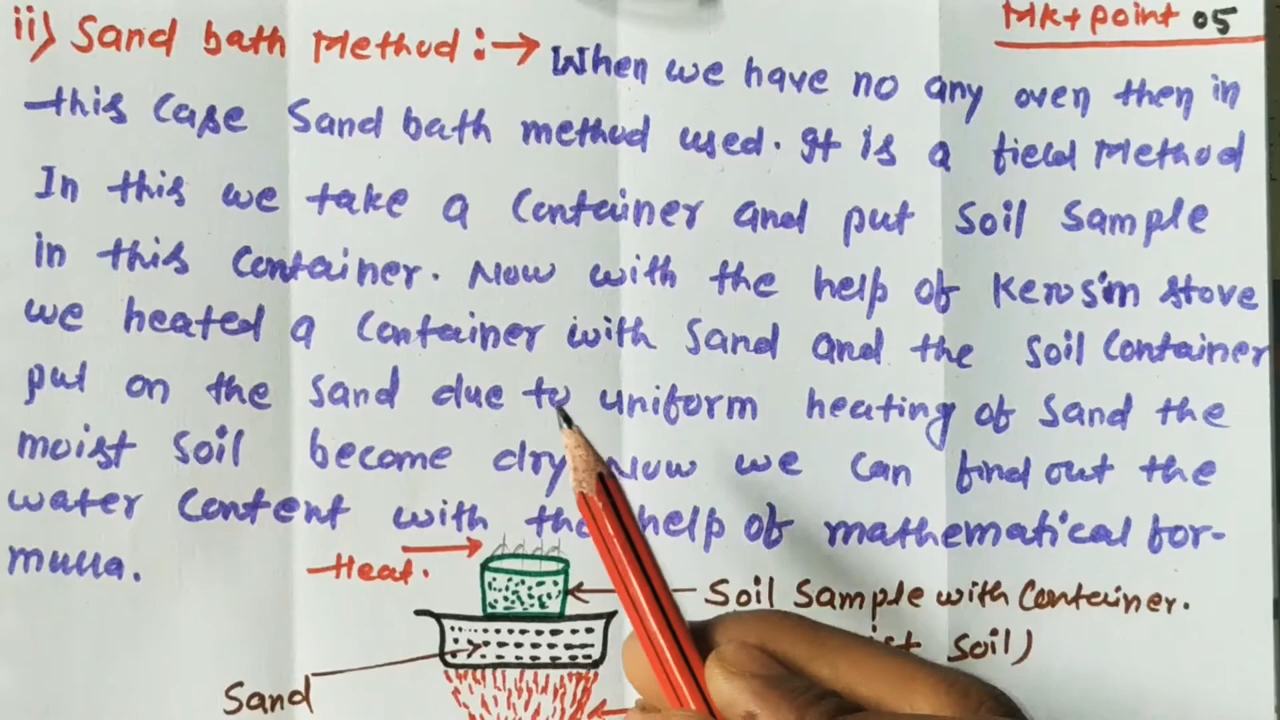 Mkt point 05
ii) Sand bath Method :→ When we have no any oven then in
this case Sand bath method used. It is a field Method
In this we take a Container and put Soil Sample
in this Container. Now with the help of Kerosim stove
we heated a Container with Sand and the Soil Container
put on the Sand due to uniform heating of Sand the
moist Soil become dry Now we can find out the
water Content with the help of mathematical for-
mulla.
Heat.
Soil Sample with Container.
Soil)
Sand